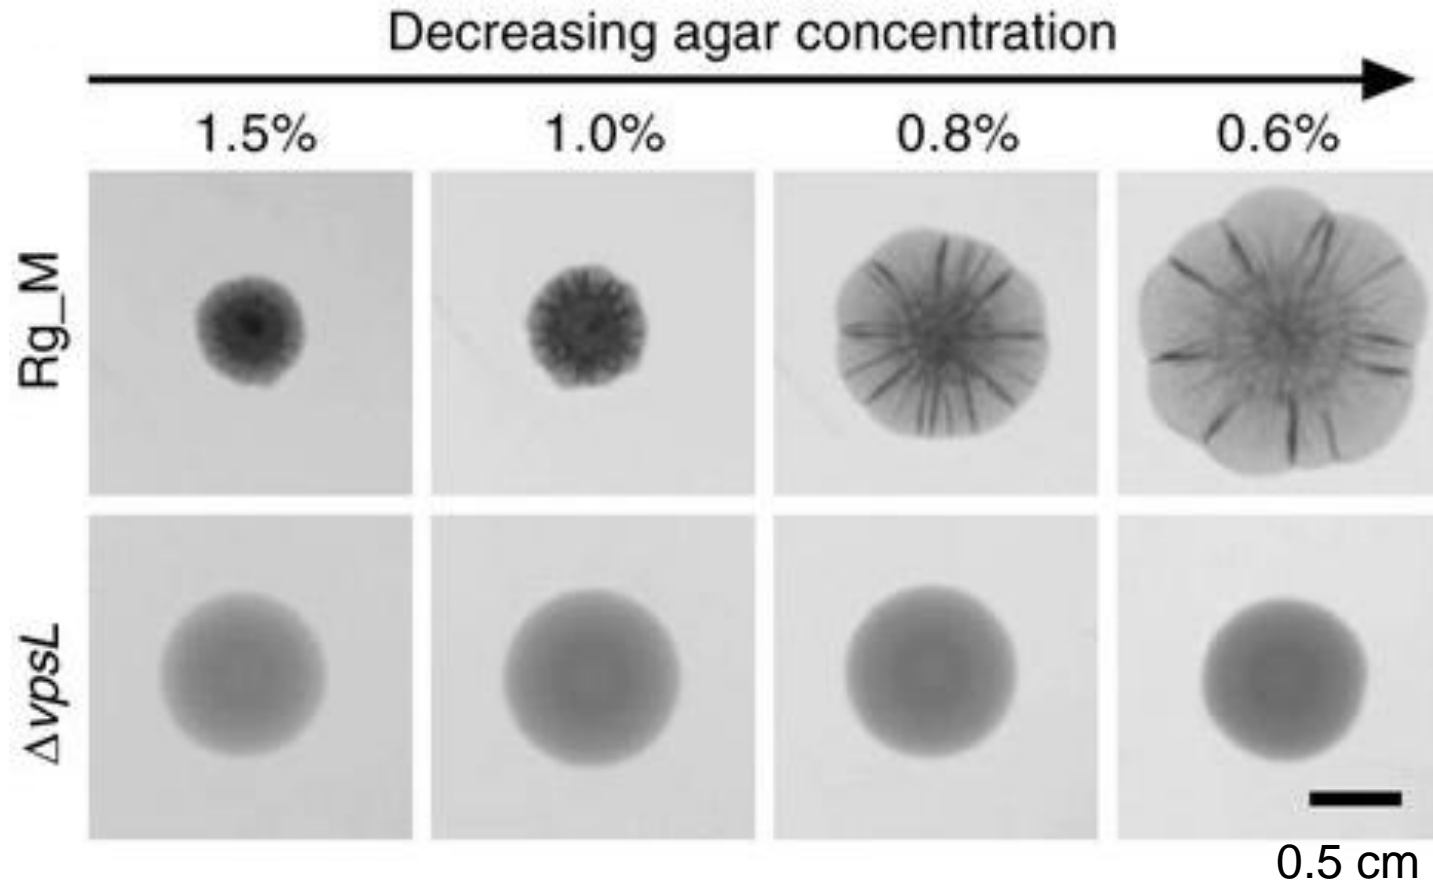 Decreasing agar concentration
1.5% 1.0% 0.8% 0.6%
Rg_M
ΔvpsL
0.5 cm